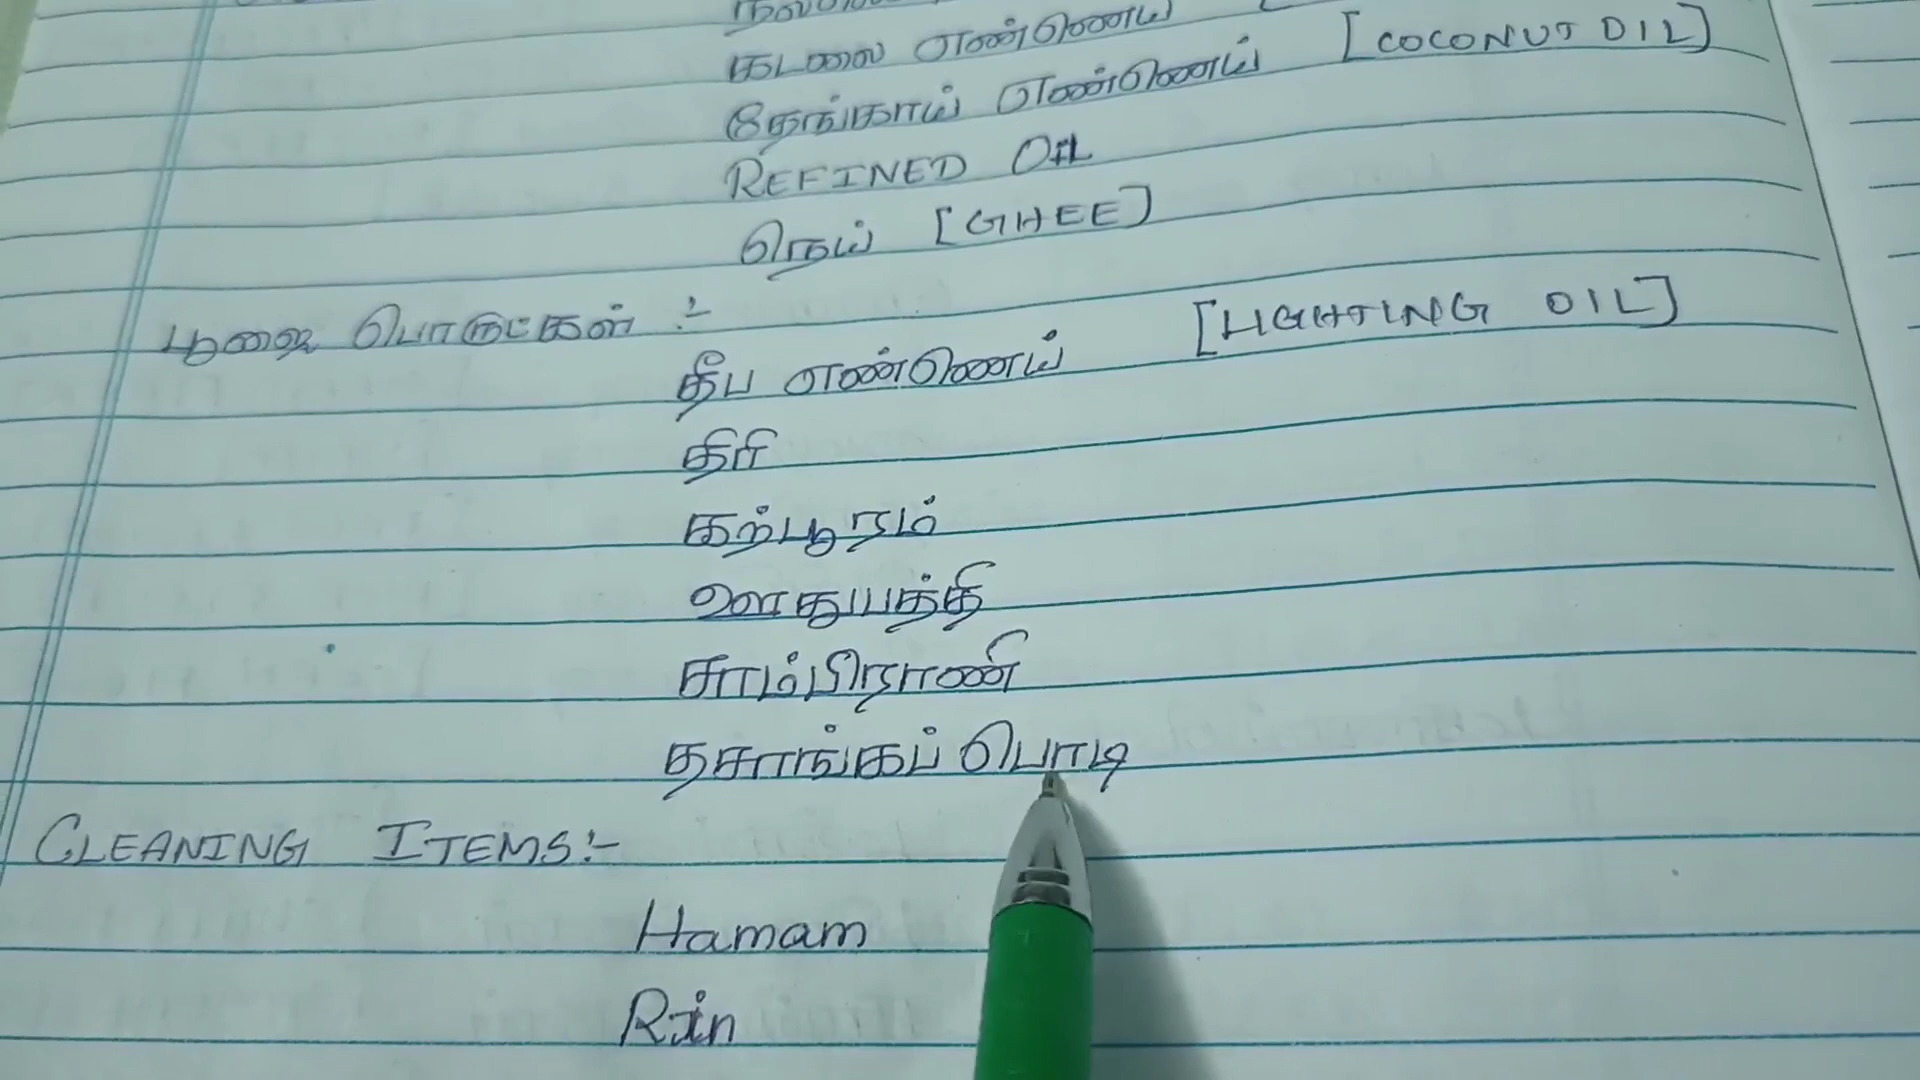 கடலை எண்ணெய்
தேங்காய் எண்ணெய் [COCONUT OIL]
REFINED OIL
நெய் [GHEE]
பூஜை பொருட்கள் :-
தீப எண்ணெய் [LIGHTING OIL]
திரி
கற்பூரம்
ஊதுபத்தி
சாம்பிராணி
தசாங்கப் பொடி
CLEANING ITEMS:-
Hamam
Rin